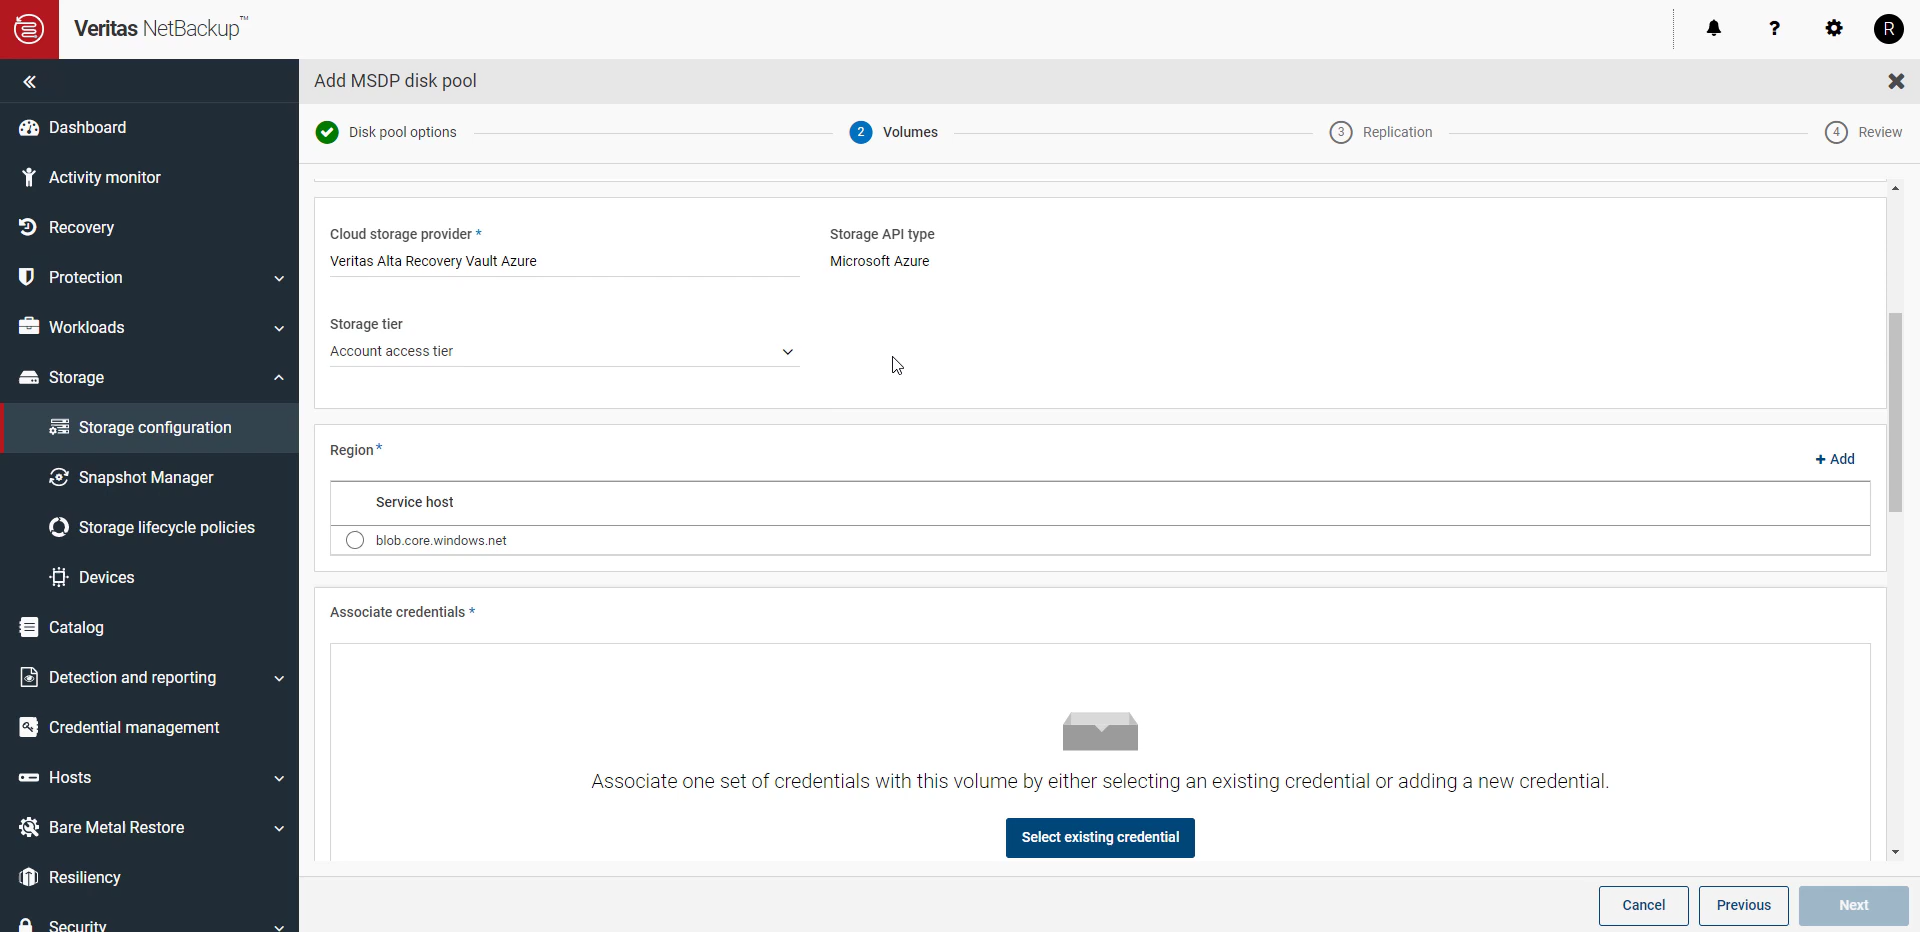 Veritas NetBackup™
R
Add MSDP disk pool
Disk pool options
2 Volumes
3 Replication
4 Review
Dashboard
Activity monitor
Recovery
Protection
Workloads
Storage
Storage configuration
Snapshot Manager
Storage lifecycle policies
Devices
Catalog
Detection and reporting
Credential management
Hosts
Bare Metal Restore
Resiliency
Security
Cloud storage provider *
Veritas Alta Recovery Vault Azure
Storage API type
Microsoft Azure
Storage tier
Account access tier
Region *
+ Add
Service host
blob.core.windows.net
Associate credentials *
Associate one set of credentials with this volume by either selecting an existing credential or adding a new credential.
Select existing credential
Cancel
Previous
Next